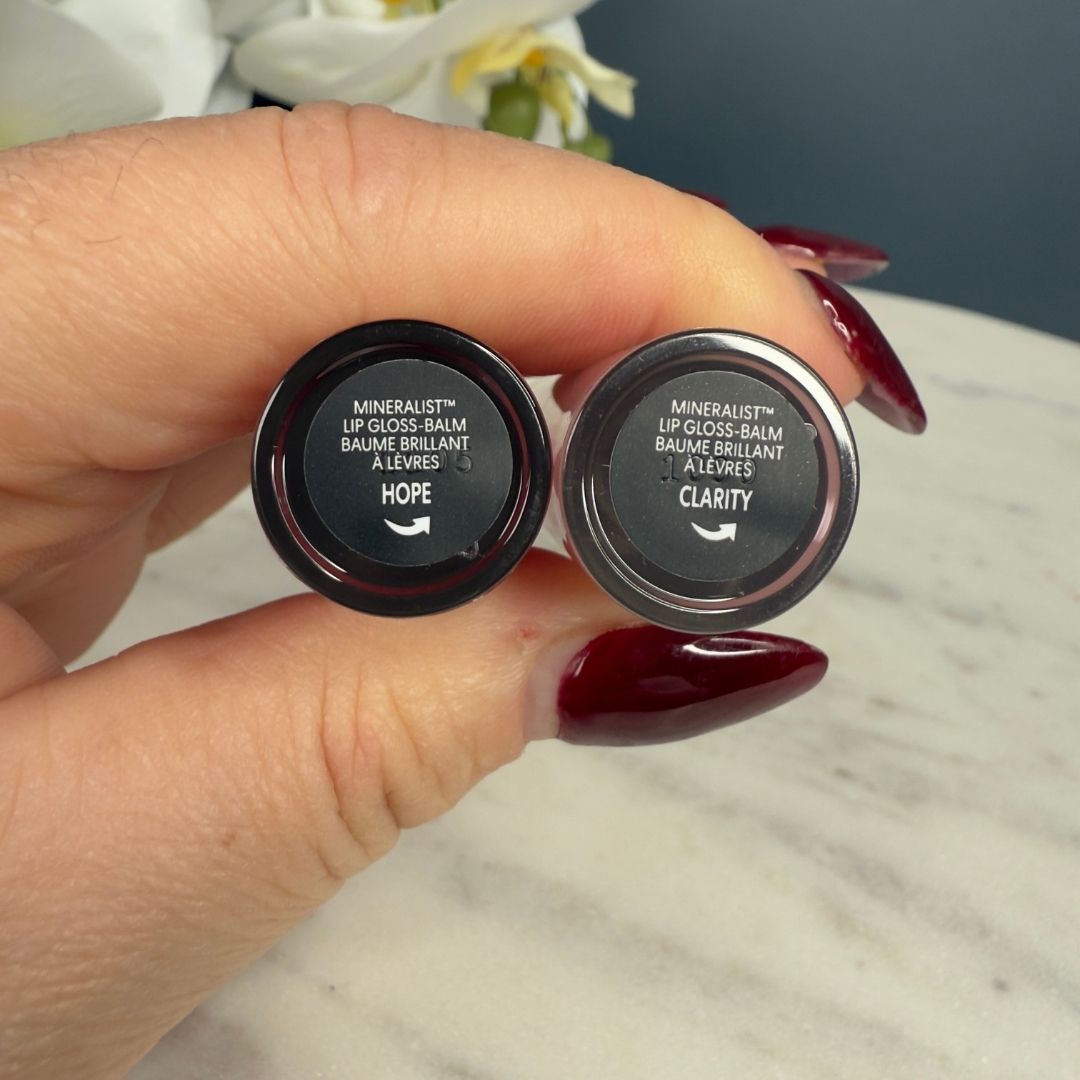 MINERALIST™
LIP GLOSS-BALM
BAUME BRILLANT
À LÈVRES
HOPE
MINERALIST™
LIP GLOSS-BALM
BAUME BRILLANT
À LÈVRES
CLARITY